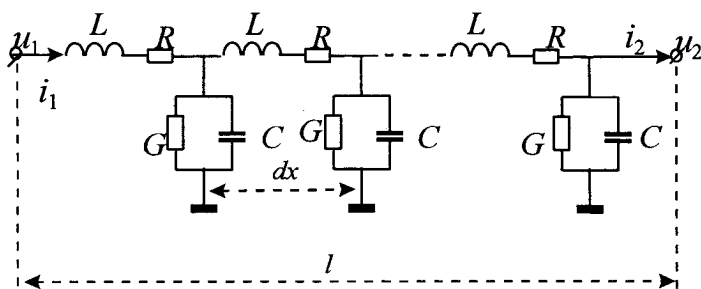 u₁ L R L R L R i₂ u₂
i₁
G C G C G C
dx
l